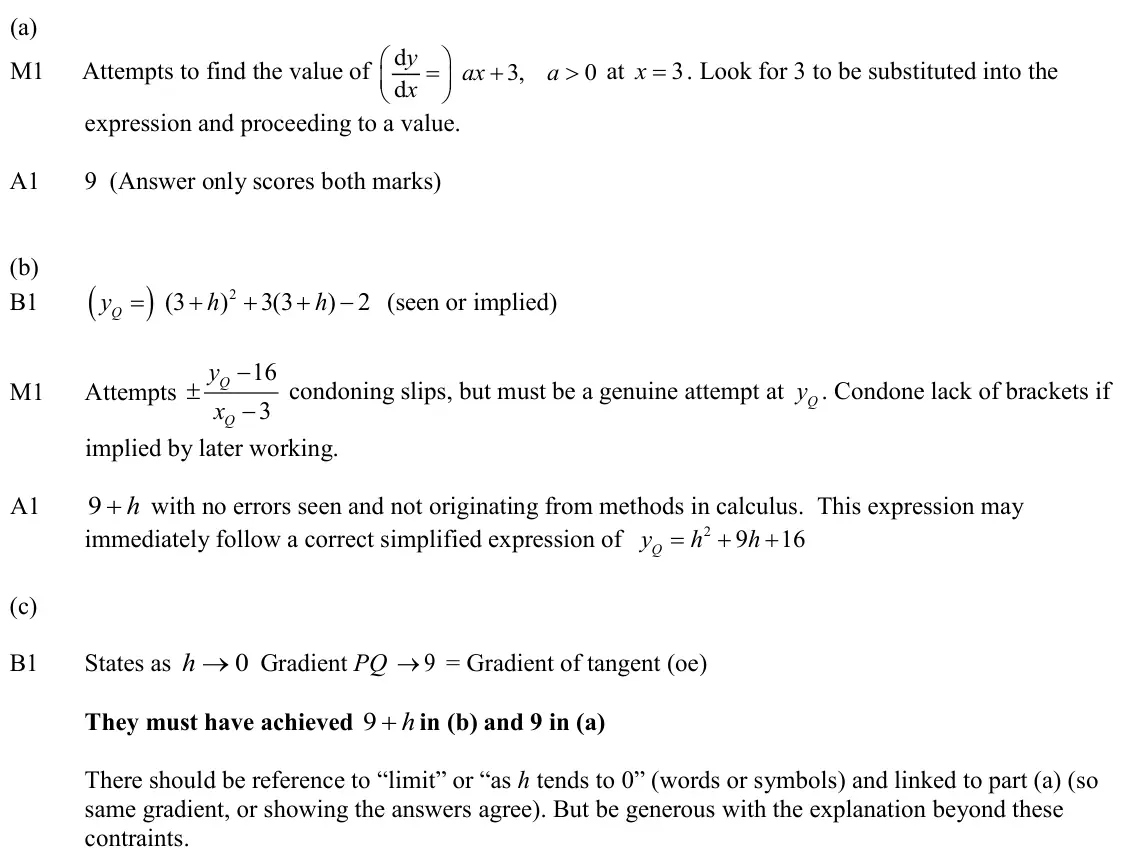 (a)
M1 Attempts to find the value of (dy/dx =) ax + 3, a > 0 at x = 3. Look for 3 to be substituted into the
expression and proceeding to a value.
A1 9 (Answer only scores both marks)
(b)
B1 (y_Q =) (3 + h)² + 3(3 + h) − 2 (seen or implied)
M1 Attempts ± (y_Q − 16)/(x_Q − 3) condoning slips, but must be a genuine attempt at y_Q. Condone lack of brackets if
implied by later working.
A1 9 + h with no errors seen and not originating from methods in calculus. This expression may
immediately follow a correct simplified expression of y_Q = h² + 9h + 16
(c)
B1 States as h → 0 Gradient PQ → 9 = Gradient of tangent (oe)
They must have achieved 9 + h in (b) and 9 in (a)
There should be reference to “limit” or “as h tends to 0” (words or symbols) and linked to part (a) (so
same gradient, or showing the answers agree). But be generous with the explanation beyond these
contraints.